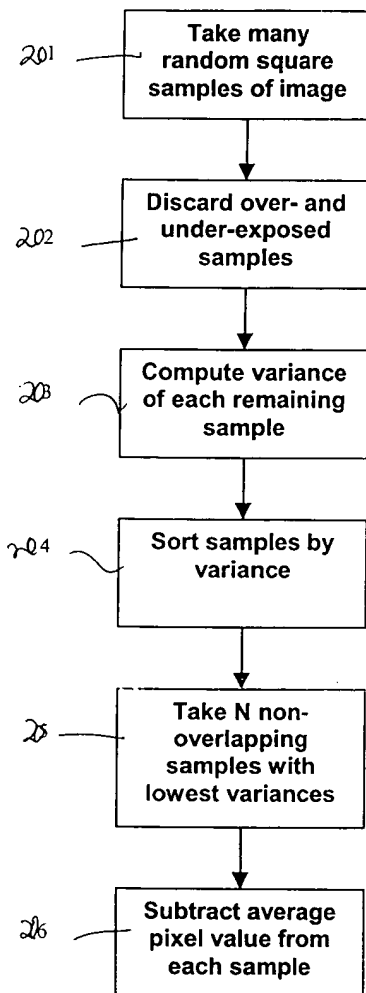 201
Take many
random square
samples of image
202
Discard over- and
under-exposed
samples
203
Compute variance
of each remaining
sample
204
Sort samples by
variance
205
Take N non-
overlapping
samples with
lowest variances
206
Subtract average
pixel value from
each sample